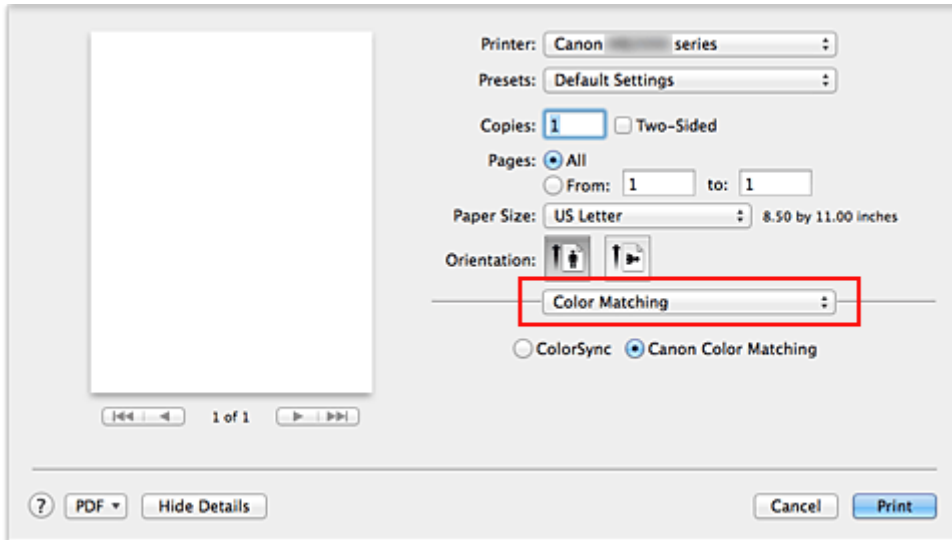 Printer: Canon series
Presets: Default Settings
Copies: 1 Two-Sided
Pages: All
From: 1 to: 1
Paper Size: US Letter 8.50 by 11.00 inches
Orientation:
Color Matching
ColorSync Canon Color Matching
1 of 1
? PDF Hide Details Cancel Print